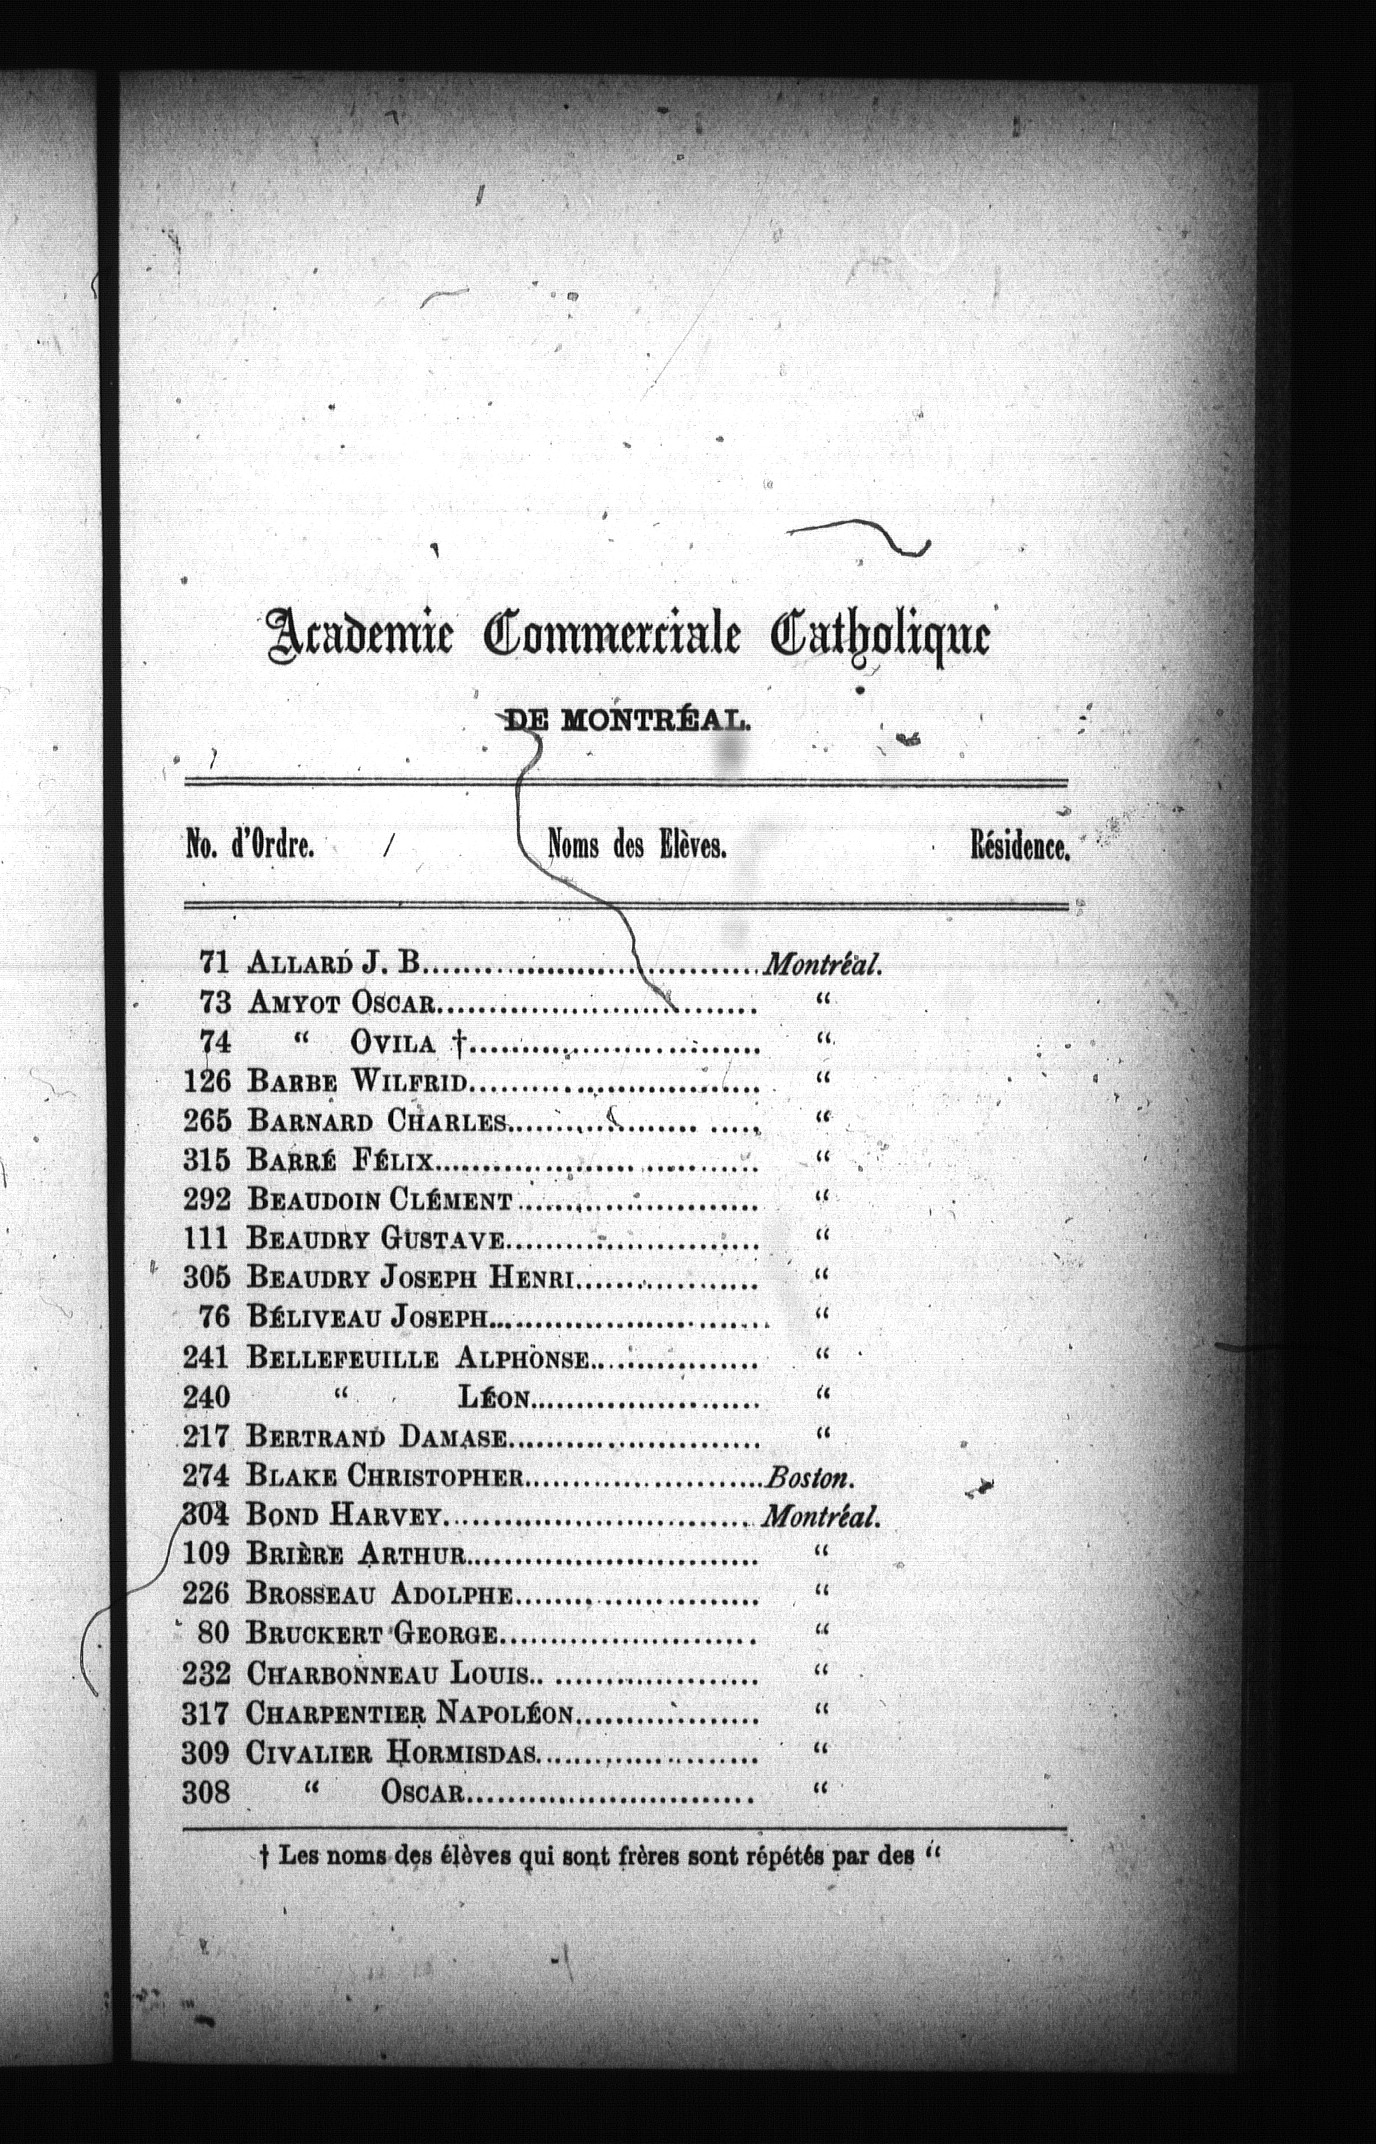 Academie Commerciale Catholique
DE MONTRÉAL.
No. d'Ordre. Noms des Elèves. Résidence.
71 ALLARD J. B. Montréal.
73 AMYOT OSCAR. "
74 " OVILA † "
126 BARBE WILFRID. "
265 BARNARD CHARLES. "
315 BARRÉ FÉLIX. "
292 BEAUDOIN CLÉMENT "
111 BEAUDRY GUSTAVE. "
305 BEAUDRY JOSEPH HENRI. "
76 BÉLIVEAU JOSEPH. "
241 BELLEFEUILLE ALPHONSE. "
240 " LÉON. "
217 BERTRAND DAMASE. "
274 BLAKE CHRISTOPHER. Boston.
304 BOND HARVEY. Montréal.
109 BRIÈRE ARTHUR. "
226 BROSSEAU ADOLPHE. "
80 BRUCKERT GEORGE. "
232 CHARBONNEAU LOUIS. "
317 CHARPENTIER NAPOLÉON. "
309 CIVALIER HORMISDAS. "
308 " OSCAR. "
† Les noms des élèves qui sont frères sont répétés par des "